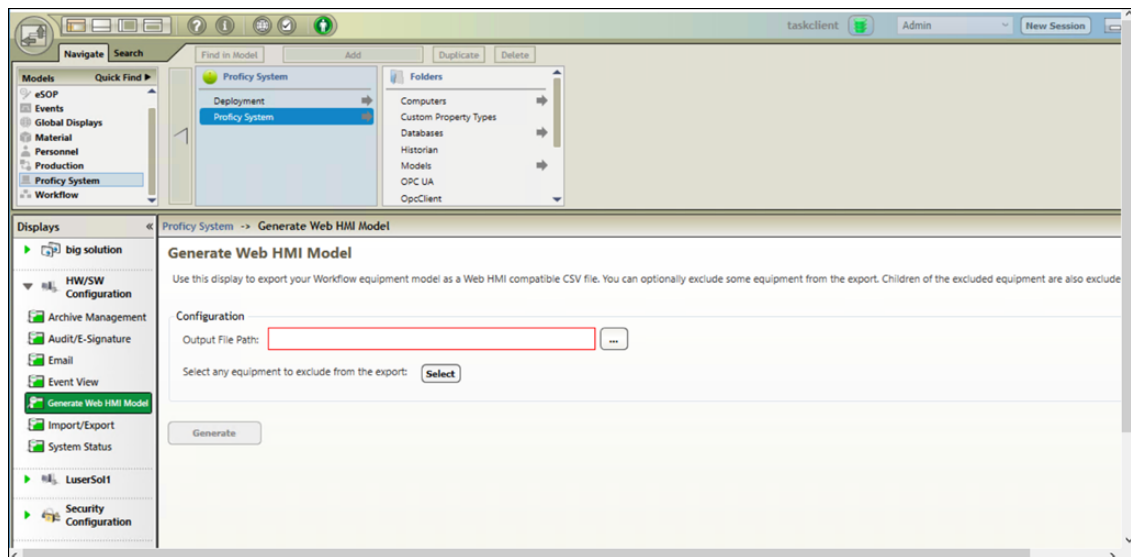 taskclient
Admin
New Session
Navigate
Search
Find in Model
Add
Duplicate
Delete
Models
Quick Find
eSOP
Events
Global Displays
Material
Personnel
Production
Proficy System
Workflow
Proficy System
Deployment
Proficy System
Folders
Computers
Custom Property Types
Databases
Historian
Models
OPC UA
OpcClient
Displays
big solution
HW/SW
Configuration
Archive Management
Audit/E-Signature
Email
Event View
Generate Web HMI Model
Import/Export
System Status
LuserSol1
Security
Configuration
Proficy System -> Generate Web HMI Model
Generate Web HMI Model
Use this display to export your Workflow equipment model as a Web HMI compatible CSV file. You can optionally exclude some equipment from the export. Children of the excluded equipment are also exclude
Configuration
Output File Path:
...
Select any equipment to exclude from the export:
Select
Generate